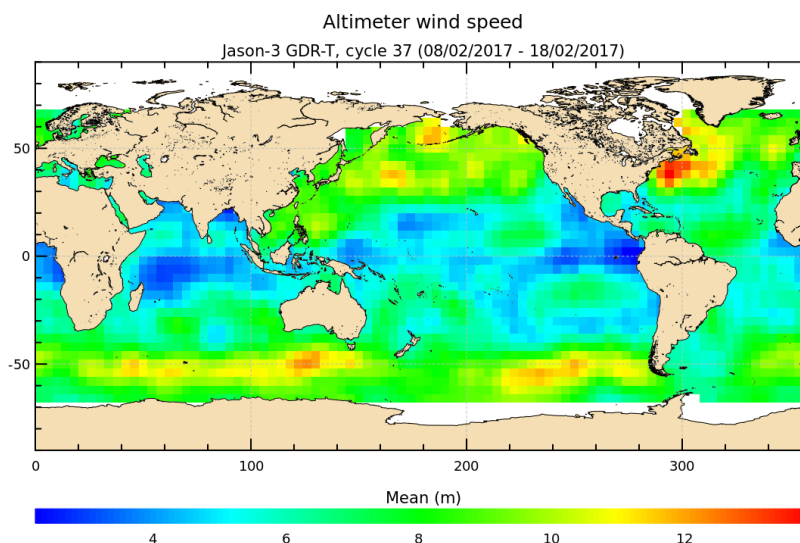 Altimeter wind speed
Jason-3 GDR-T, cycle 37 (08/02/2017 - 18/02/2017)
50
0
-50
0 100 200 300
Mean (m)
4 6 8 10 12